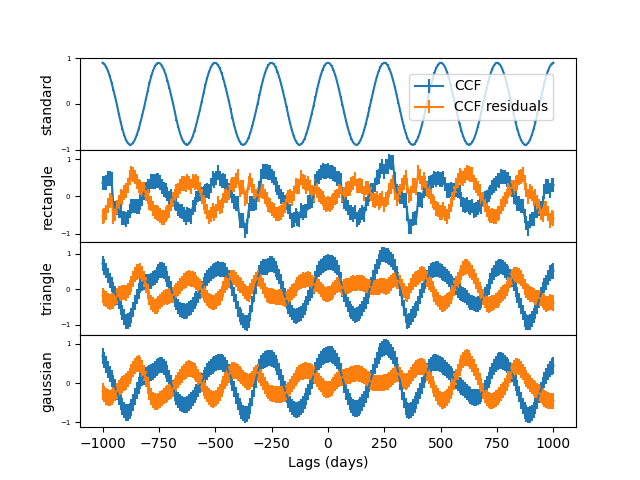 1
CCF
CCF residuals
standard
0
−1
1
rectangle
0
−1
1
triangle
0
−1
1
gaussian
0
−1
−1000 −750 −500 −250 0 250 500 750 1000
Lags (days)